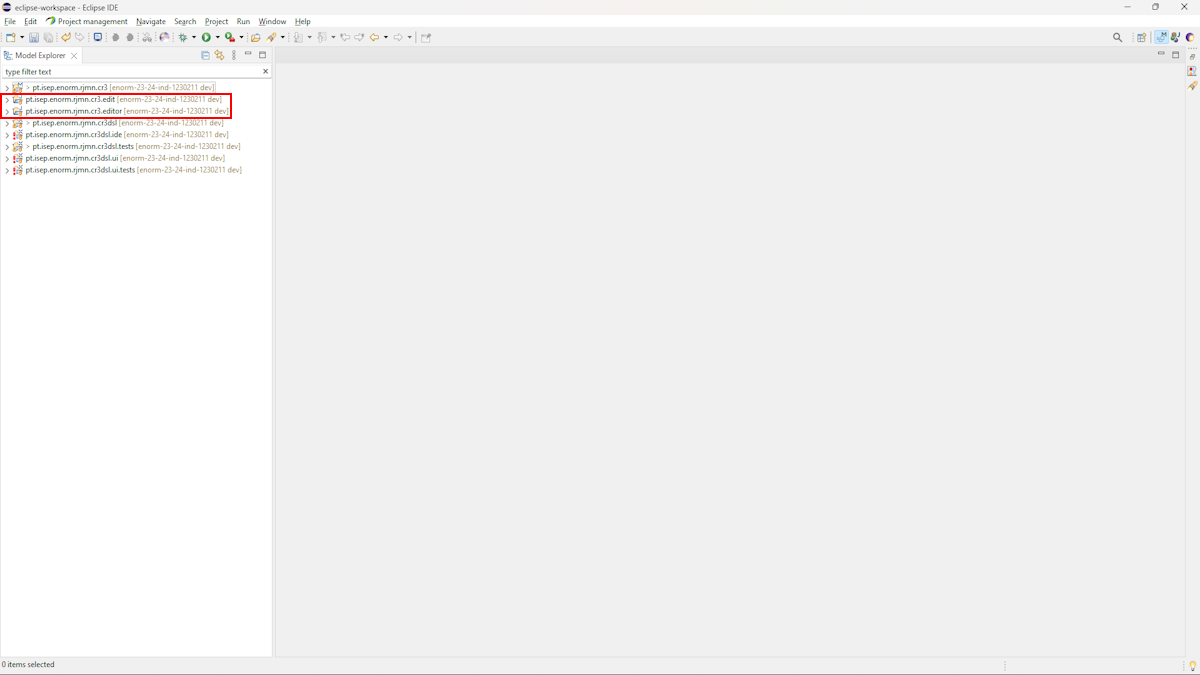 eclipse-workspace - Eclipse IDE
File Edit Project management Navigate Search Project Run Window Help
Model Explorer
type filter text
> pt.isep.enorm.rjmn.cr3 [enorm-23-24-ind-1230211 dev]
pt.isep.enorm.rjmn.cr3.edit [enorm-23-24-ind-1230211 dev]
pt.isep.enorm.rjmn.cr3.editor [enorm-23-24-ind-1230211 dev]
> pt.isep.enorm.rjmn.cr3dsl [enorm-23-24-ind-1230211 dev]
pt.isep.enorm.rjmn.cr3dsl.ide [enorm-23-24-ind-1230211 dev]
> pt.isep.enorm.rjmn.cr3dsl.tests [enorm-23-24-ind-1230211 dev]
pt.isep.enorm.rjmn.cr3dsl.ui [enorm-23-24-ind-1230211 dev]
pt.isep.enorm.rjmn.cr3dsl.ui.tests [enorm-23-24-ind-1230211 dev]
0 items selected